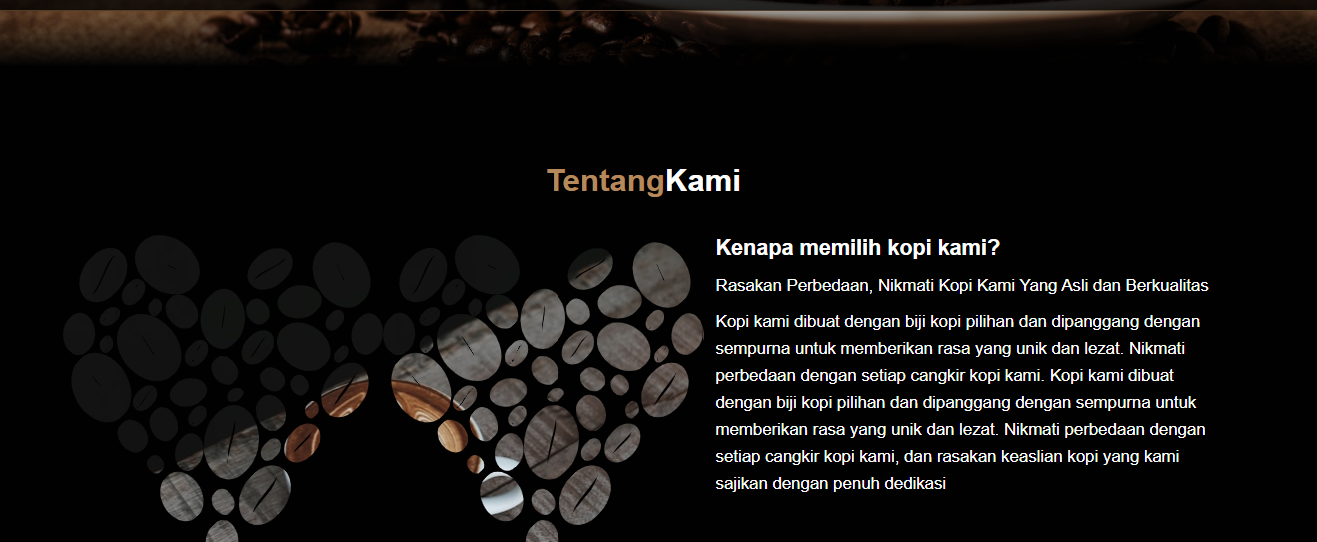 TentangKami
Kenapa memilih kopi kami?
Rasakan Perbedaan, Nikmati Kopi Kami Yang Asli dan Berkualitas
Kopi kami dibuat dengan biji kopi pilihan dan dipanggang dengan
sempurna untuk memberikan rasa yang unik dan lezat. Nikmati
perbedaan dengan setiap cangkir kopi kami. Kopi kami dibuat
dengan biji kopi pilihan dan dipanggang dengan sempurna untuk
memberikan rasa yang unik dan lezat. Nikmati perbedaan dengan
setiap cangkir kopi kami, dan rasakan keaslian kopi yang kami
sajikan dengan penuh dedikasi